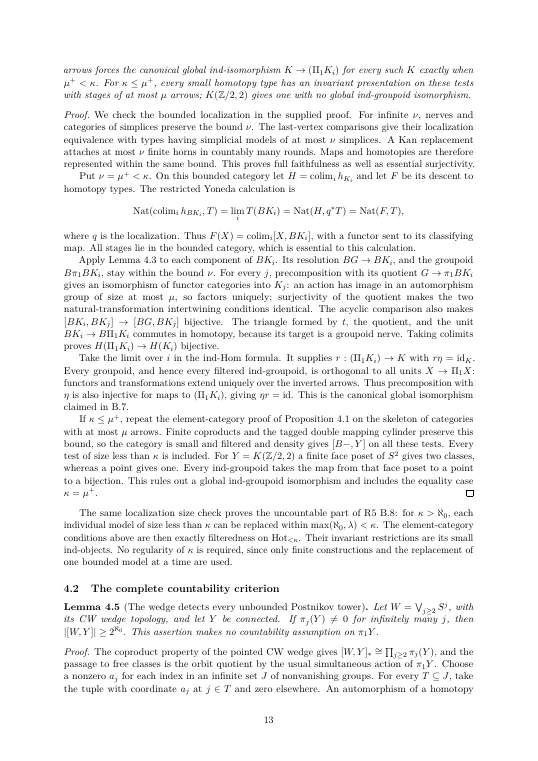 arrows forces the canonical global ind-isomorphism K → (Π₁Kᵢ) for every such K exactly when
μ⁺ < κ. For κ ≤ μ⁺, every small homotopy type has an invariant presentation on these tests
with stages of at most μ arrows; K(ℤ/2, 2) gives one with no global ind-groupoid isomorphism.
Proof. We check the bounded localization in the supplied proof. For infinite ν, nerves and
categories of simplices preserve the bound ν. The last-vertex comparisons give their localization
equivalence with types having simplicial models of at most ν simplices. A Kan replacement
attaches at most ν finite horns in countably many rounds. Maps and homotopies are therefore
represented within the same bound. This proves full faithfulness as well as essential surjectivity.
Put ν = μ⁺ < κ. On this bounded category let H = colimᵢ h_{Kᵢ} and let F be its descent to
homotopy types. The restricted Yoneda calculation is
Nat(colimᵢ h_{BKᵢ}, T) = lim_i T(BKᵢ) = Nat(H, q*T) = Nat(F, T),
where q is the localization. Thus F(X) = colimᵢ[X, BKᵢ], with a functor sent to its classifying
map. All stages lie in the bounded category, which is essential to this calculation.
Apply Lemma 4.3 to each component of BKᵢ. Its resolution BG → BKᵢ, and the groupoid
Bπ₁BKᵢ, stay within the bound ν. For every j, precomposition with its quotient G → π₁BKᵢ
gives an isomorphism of functor categories into Kⱼ: an action has image in an automorphism
group of size at most μ, so factors uniquely; surjectivity of the quotient makes the two
natural-transformation intertwining conditions identical. The acyclic comparison also makes
[BKᵢ, BKⱼ] → [BG, BKⱼ] bijective. The triangle formed by t, the quotient, and the unit
BKᵢ → BΠ₁Kᵢ commutes in homotopy, because its target is a groupoid nerve. Taking colimits
proves H(Π₁Kᵢ) → H(Kᵢ) bijective.
Take the limit over i in the ind-Hom formula. It supplies r : (Π₁Kᵢ) → K with rη = id_K.
Every groupoid, and hence every filtered ind-groupoid, is orthogonal to all units X → Π₁X:
functors and transformations extend uniquely over the inverted arrows. Thus precomposition with
η is also injective for maps to (Π₁Kᵢ), giving ηr = id. This is the canonical global isomorphism
claimed in B.7.
If κ ≤ μ⁺, repeat the element-category proof of Proposition 4.1 on the skeleton of categories
with at most μ arrows. Finite coproducts and the tagged double mapping cylinder preserve this
bound, so the category is small and filtered and density gives [B−, Y] on all these tests. Every
test of size less than κ is included. For Y = K(ℤ/2, 2) a finite face poset of S² gives two classes,
whereas a point gives one. Every ind-groupoid takes the map from that face poset to a point
to a bijection. This rules out a global ind-groupoid isomorphism and includes the equality case
κ = μ⁺. □
The same localization size check proves the uncountable part of R5 B.8: for κ > ℵ₀, each
individual model of size less than κ can be replaced within max(ℵ₀, λ) < κ. The element-category
conditions above are then exactly filteredness on Hot_{<κ}. Their invariant restrictions are its small
ind-objects. No regularity of κ is required, since only finite constructions and the replacement of
one bounded model at a time are used.
4.2 The complete countability criterion
Lemma 4.5 (The wedge detects every unbounded Postnikov tower). Let W = ⋁_{j≥2} Sʲ, with
its CW wedge topology, and let Y be connected. If πⱼ(Y) ≠ 0 for infinitely many j, then
|[W, Y]| ≥ 2^{ℵ₀}. This assertion makes no countability assumption on π₁Y.
Proof. The coproduct property of the pointed CW wedge gives [W, Y]_* ≅ ∏_{j≥2} πⱼ(Y), and the
passage to free classes is the orbit quotient by the usual simultaneous action of π₁Y. Choose
a nonzero aⱼ for each index in an infinite set J of nonvanishing groups. For every T ⊆ J, take
the tuple with coordinate aⱼ at j ∈ T and zero elsewhere. An automorphism of a homotopy
13